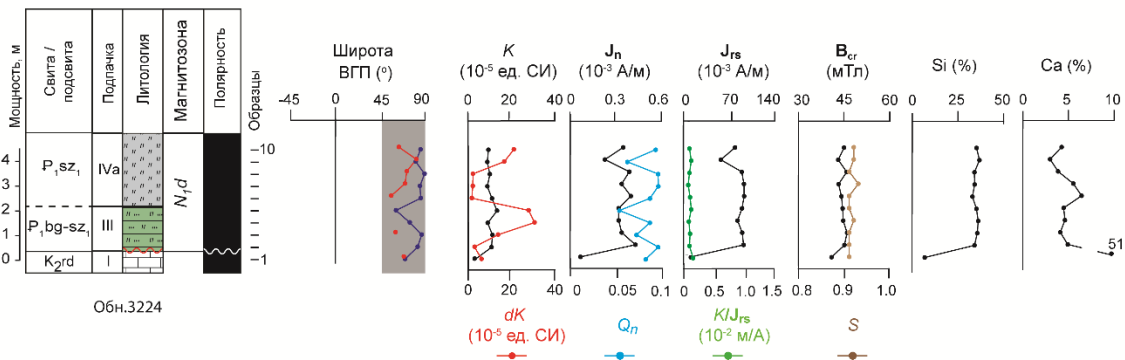 Мощность, м
Свита / подсвита
Подпачка
Литология
Магнитозона
Полярность
Образцы
4
3
2
1
0
P₁sz₁
P₁bg-sz₁
K₂rd
IVa
III
I
N₁d
10
1
Обн.3224
Широта
ВГП (°)
-45 0 45 90
K
(10⁻⁵ ед. СИ)
0 20 40
0 20 40
dK
(10⁻⁵ ед. СИ)
Jn
(10⁻³ А/м)
0 0.3 0.6
0 0.05 0.1
Qn
Jrs
(10⁻³ А/м)
0 70 140
0 0.5 1.0 1.5
K/Jrs
(10⁻² м/А)
Bcr
(мТл)
30 45 60
0.8 0.9 1.0
S
Si (%)
0 25 50
Ca (%)
0 5 10
51